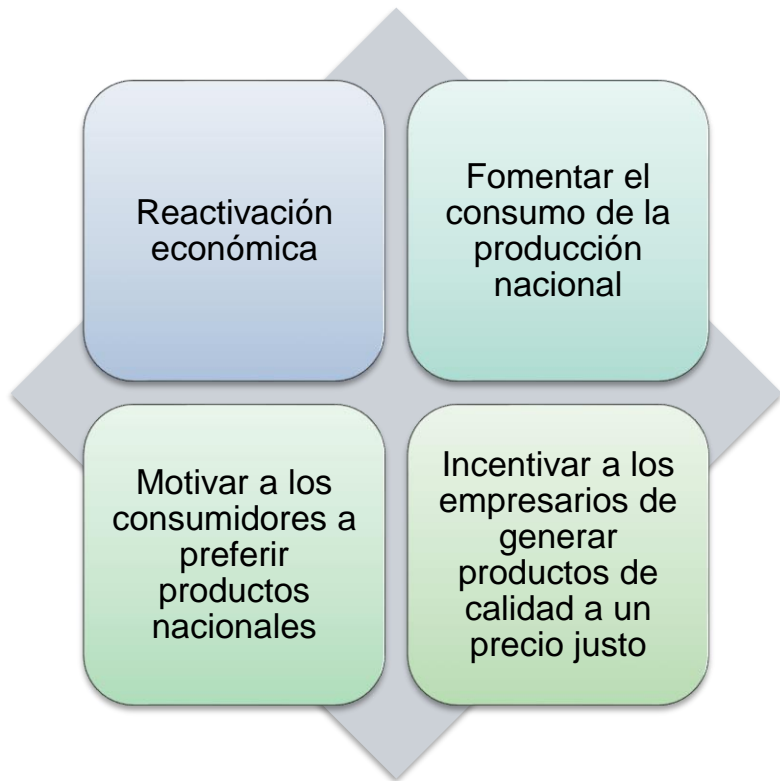 Reactivación
económica
Fomentar el
consumo de la
producción
nacional
Motivar a los
consumidores a
preferir
productos
nacionales
Incentivar a los
empresarios de
generar
productos de
calidad a un
precio justo